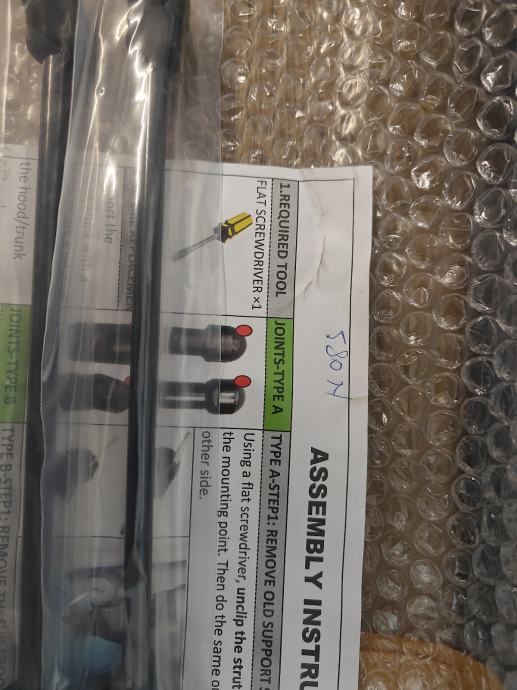 580 N
ASSEMBLY INSTRU
1.REQUIRED TOOL
FLAT SCREWDRIVER ×1
JOINTS-TYPE A
TYPE A-STEP1: REMOVE OLD SUPPORT S
Using a flat screwdriver, unclip the strut
the mounting point. Then do the same o
other side.
the hood/trunk
JOINTS-TYPE B
TYPE B-STEP1: REMOVE